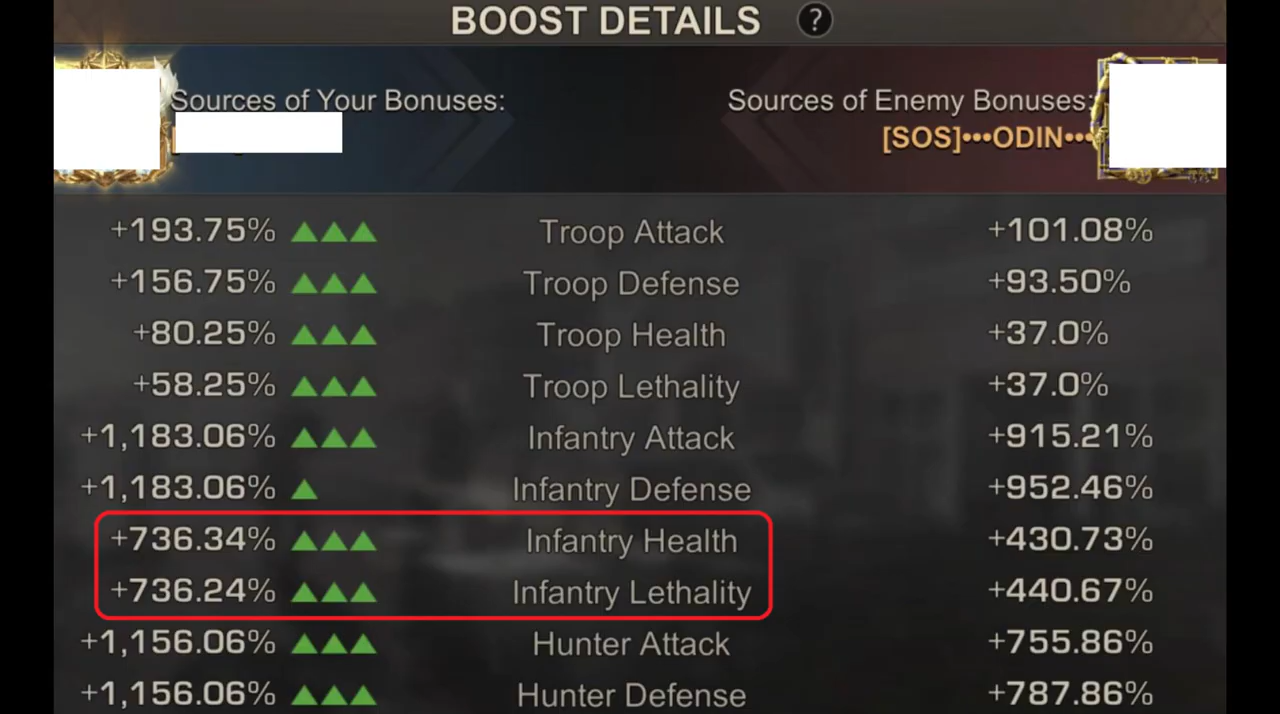 BOOST DETAILS ?
Sources of Your Bonuses:
Sources of Enemy Bonuses:
[SOS]•••ODIN•••
+193.75% Troop Attack +101.08%
+156.75% Troop Defense +93.50%
+80.25% Troop Health +37.0%
+58.25% Troop Lethality +37.0%
+1,183.06% Infantry Attack +915.21%
+1,183.06% Infantry Defense +952.46%
+736.34% Infantry Health +430.73%
+736.24% Infantry Lethality +440.67%
+1,156.06% Hunter Attack +755.86%
+1,156.06% Hunter Defense +787.86%